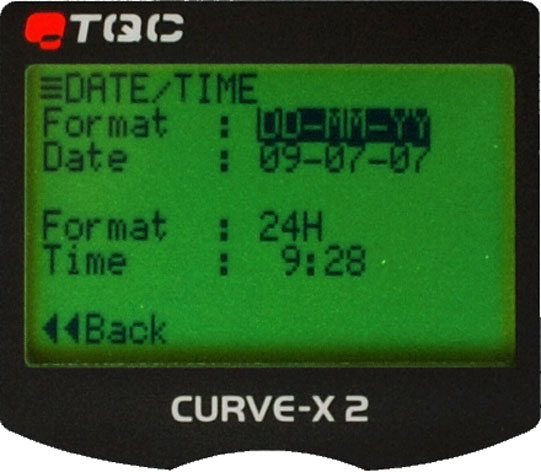 TQC
≡DATE/TIME
Format : DD-MM-YY
Date : 09-07-07
Format : 24H
Time : 9:28
◀◀Back
CURVE-X 2